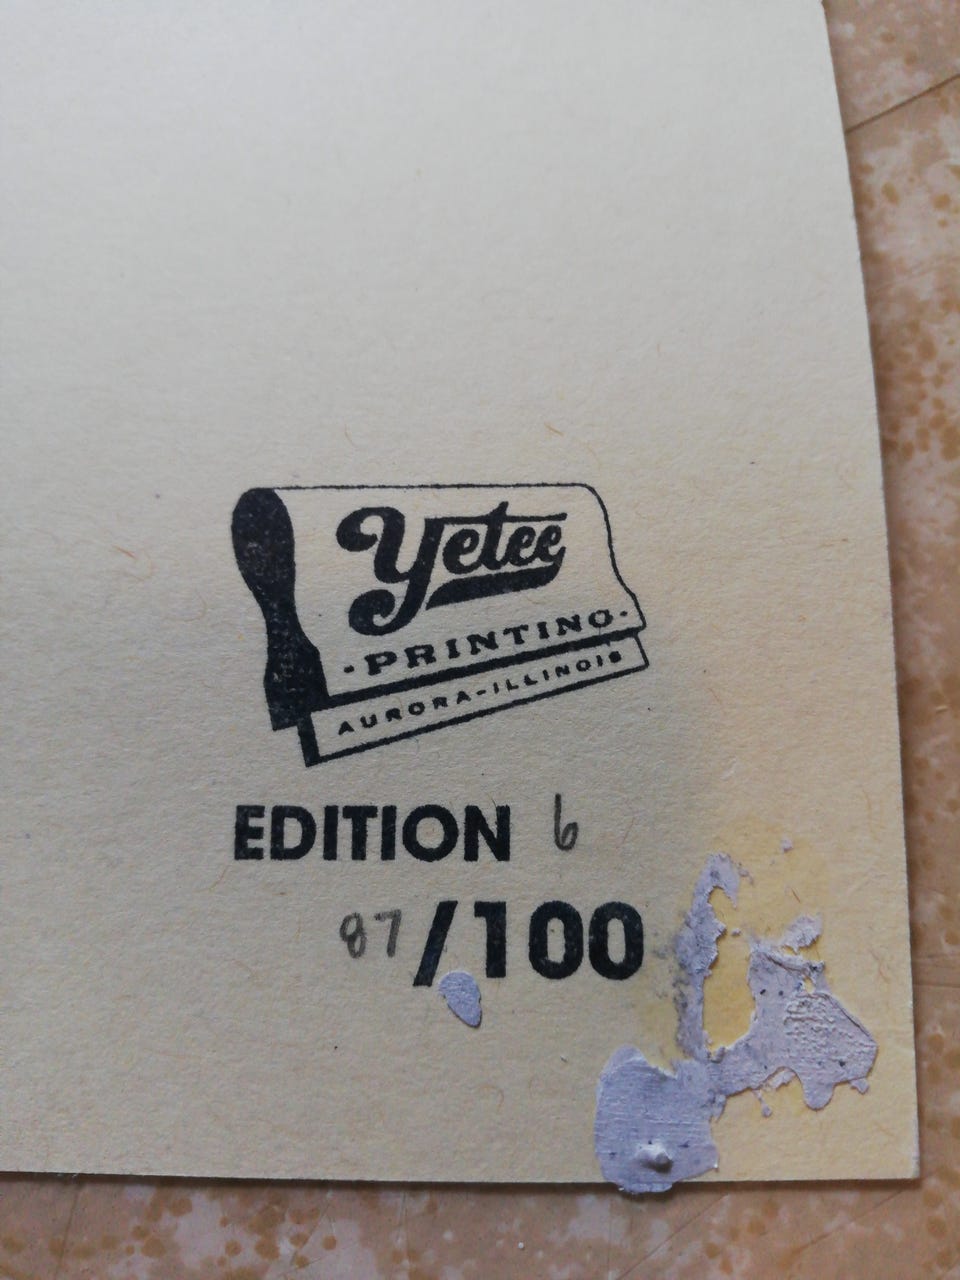 Yetee
-PRINTING-
AURORA-ILLINOIS
EDITION 6
87/100